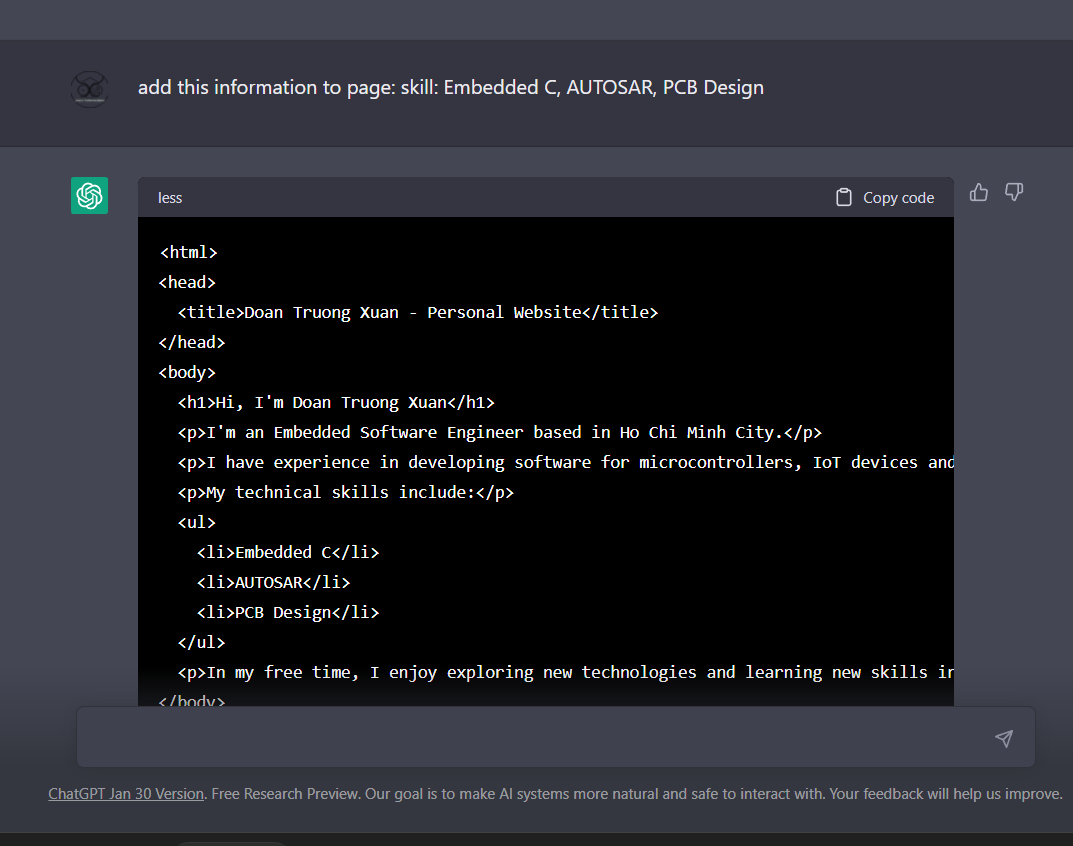 add this information to page: skill: Embedded C, AUTOSAR, PCB Design
less
Copy code
<html>
<head>
  <title>Doan Truong Xuan - Personal Website</title>
</head>
<body>
  <h1>Hi, I'm Doan Truong Xuan</h1>
  <p>I'm an Embedded Software Engineer based in Ho Chi Minh City.</p>
  <p>I have experience in developing software for microcontrollers, IoT devices and
  <p>My technical skills include:</p>
  <ul>
    <li>Embedded C</li>
    <li>AUTOSAR</li>
    <li>PCB Design</li>
  </ul>
  <p>In my free time, I enjoy exploring new technologies and learning new skills in
</body>
ChatGPT Jan 30 Version. Free Research Preview. Our goal is to make AI systems more natural and safe to interact with. Your feedback will help us improve.